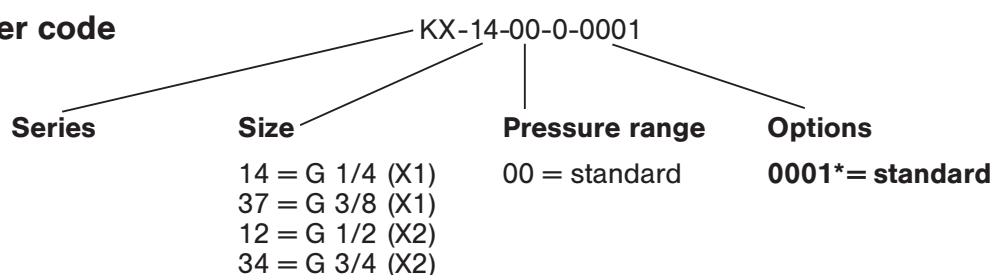 er code
KX-14-00-0-0001
Series Size Pressure range Options
14 = G 1/4 (X1) 00 = standard 0001*= standard
37 = G 3/8 (X1)
12 = G 1/2 (X2)
34 = G 3/4 (X2)